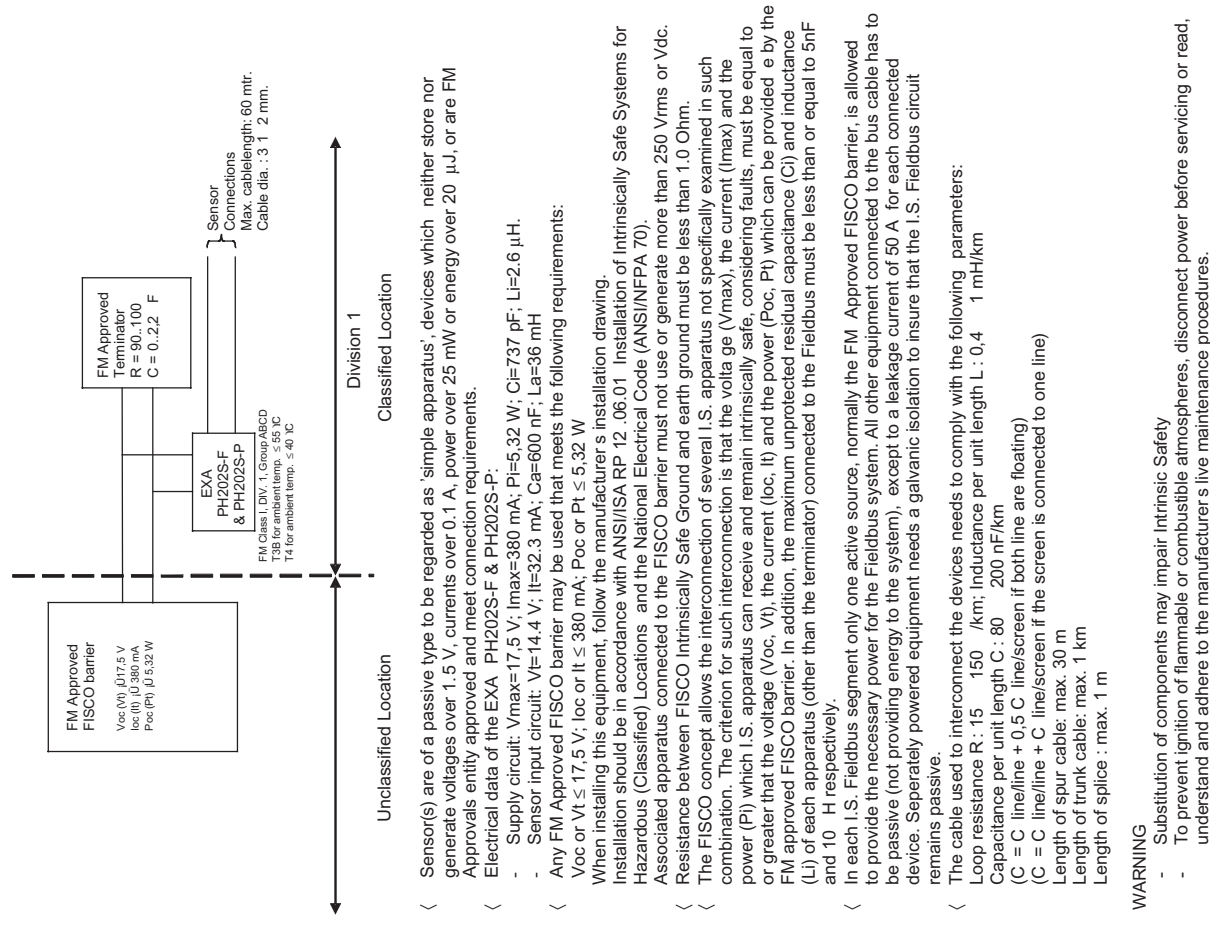 FM Approved
FISCO barrier
Voc (Vt) ¡Ü17,5 V
Ioc (It) ¡Ü 380 mA
Poc (Pt) ¡Ü 5,32 W
EXA
PH202S-F
& PH202S-P
FM Class I, DIV. 1, Group ABCD
T3B for ambient temp. ≤ 55 ℃
T4 for ambient temp. ≤ 40 ℃
FM Approved
Terminator
R = 90..100
C = 0..2,2 F
Sensor
Connections
Max. cablelength: 60 mtr.
Cable dia. : 3 1 2 mm.
Division 1
Unclassified Location
Classified Location
〈 Sensor(s) are of a passive type to be regarded as 'simple apparatus', devices which neither store nor
generate voltages over 1.5 V, currents over 0.1 A, power over 25 mW or energy over 20 μJ, or are FM
Approvals entity approved and meet connection requirements.
〈 Electrical data of the EXA PH202S-F & PH202S-P:
- Supply circuit: Vmax=17,5 V; Imax=380 mA; Pi=5,32 W; Ci=737 pF; Li=2.6 μH.
- Sensor input circuit: Vt=14.4 V; It=32.3 mA; Ca=600 nF; La=36 mH
〈 Any FM Approved FISCO barrier may be used that meets the following requirements:
Voc or Vt ≤ 17,5 V; Ioc or It ≤ 380 mA; Poc or Pt ≤ 5,32 W
When installing this equipment, follow the manufacturer s installation drawing.
Installation should be in accordance with ANSI/ISA RP 12 .06.01 Installation of Intrinsically Safe Systems for
Hazardous (Classified) Locations and the National Electrical Code (ANSI/NFPA 70).
Associated apparatus connected to the FISCO barrier must not use or generate more than 250 Vrms or Vdc.
〈 Resistance between FISCO Intrinsically Safe Ground and earth ground must be less than 1.0 Ohm.
〈 The FISCO concept allows the interconnection of several I.S. apparatus not specifically examined in such
combination. The criterion for such interconnection is that the volta ge (Vmax), the current (Imax) and the
power (Pi) which I.S. apparatus can receive and remain intrinsically safe, considering faults, must be equal to
or greater that the voltage (Voc, Vt), the current (Ioc, It) and the power (Poc, Pt) which can be provided e by the
FM approved FISCO barrier. In addition, the maximum unprotected residual capacitance (Ci) and inductance
(Li) of each apparatus (other than the terminator) connected to the Fieldbus must be less than or equal to 5nF
and 10 H respectively.
〈 In each I.S. Fieldbus segment only one active source, normally the FM Approved FISCO barrier, is allowed
to provide the necessary power for the Fieldbus system. All other equipment connected to the bus cable has to
be passive (not providing energy to the system), except to a leakage current of 50 A for each connected
device. Seperately powered equipment needs a galvanic isolation to insure that the I.S. Fieldbus circuit
remains passive.
〈 The cable used to interconnect the devices needs to comply with the following parameters:
Loop resistance R : 15 150 /km; Inductance per unit length L : 0,4 1 mH/km
Capacitance per unit length C : 80 200 nF/km
(C = C line/line + 0,5 C line/screen if both line are floating)
(C = C line/line + C line/screen if the screen is connected to one line)
Length of spur cable: max. 30 m
Length of trunk cable: max. 1 km
Length of splice : max. 1 m
WARNING
- Substitution of components may impair Intrinsic Safety
- To prevent ignition of flammable or combustible atmospheres, disconnect power before servicing or read,
understand and adhere to the manufacturer s live maintenance procedures.